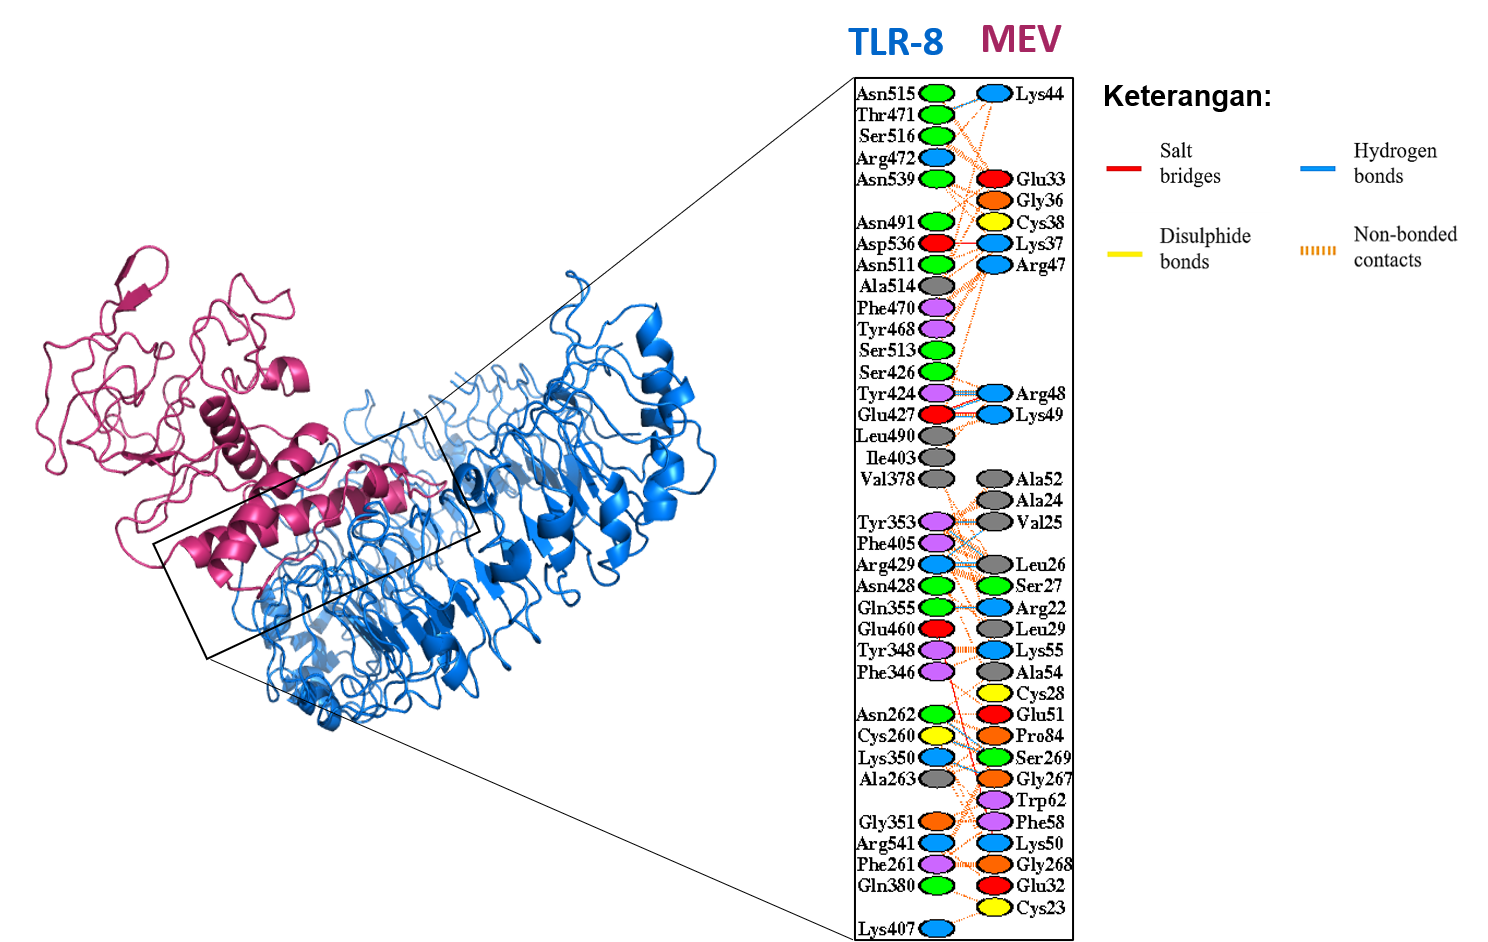 TLR-8 MEV
Keterangan:
Salt
bridges
Hydrogen
bonds
Disulphide
bonds
Non-bonded
contacts
Asn515 Lys44
Thr471
Ser516
Arg472
Asn539 Glu33
Gly36
Asn491 Cys38
Asp536 Lys37
Asn511 Arg47
Ala514
Phe470
Tyr468
Ser513
Ser426
Tyr424 Arg48
Glu427 Lys49
Leu490
Ile403
Val378 Ala52
Ala24
Tyr353 Val25
Phe405
Arg429 Leu26
Asn428 Ser27
Gln355 Arg22
Glu460 Leu29
Tyr348 Lys55
Phe346 Ala54
Cys28
Asn262 Glu51
Cys260 Pro84
Lys350 Ser269
Ala263 Gly267
Trp62
Gly351 Phe58
Arg541 Lys50
Phe261 Gly268
Gln380 Glu32
Cys23
Lys407